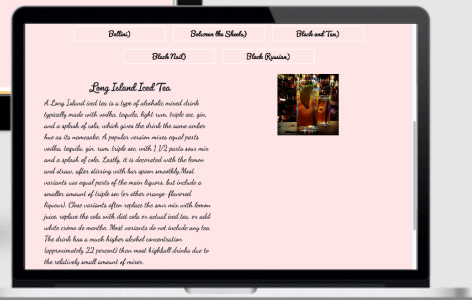 Bellini)
Between the Sheets)
Black and Tan)
Black Nail)
Black (Russian)
Long Island Iced Tea
A Long Island iced tea is a type of alcoholic mixed drink
typically made with vodka, tequila, light rum, triple sec, gin,
and a splash of cola, which gives the drink the same amber
hue as its namesake. A popular version mixes equal parts
vodka, tequila, gin, rum, triple sec, with 1 1/2 parts sour mix
and a splash of cola. Lastly, it is decorated with the lemon
and straw, after stirring with bar spoon smoothly.Most
variants use equal parts of the main liquors, but include a
smaller amount of triple sec (or other orange-flavored
liqueur). Close variants often replace the sour mix with lemon
juice, replace the cola with diet cola or actual iced tea, or add
white crème de menthe. Most variants do not include any tea.
The drink has a much higher alcohol concentration
(approximately 22 percent) than most highball drinks due to
the relatively small amount of mixer.